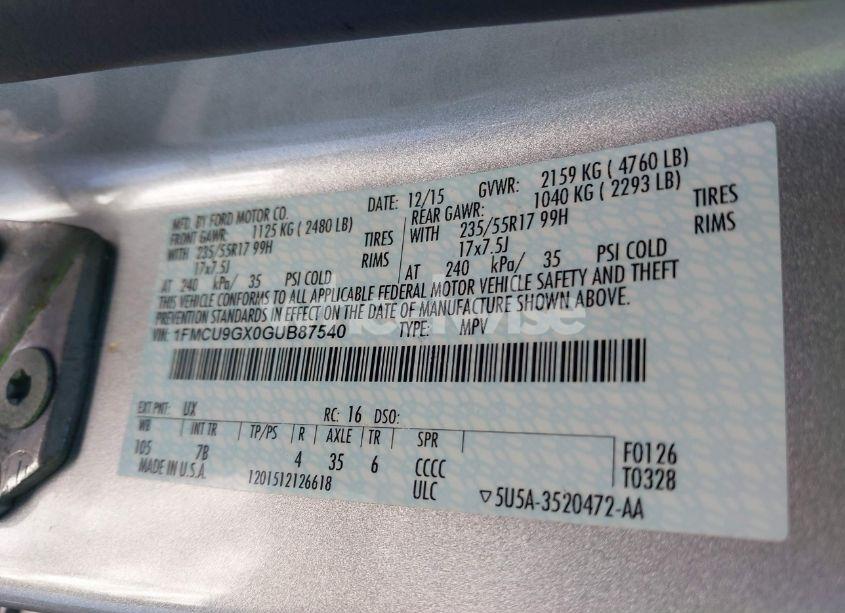 MFD. BY FORD MOTOR CO.
DATE: 12/15 GVWR: 2159 KG ( 4760 LB)
FRONT GAWR: 1125 KG ( 2480 LB) REAR GAWR: 1040 KG ( 2293 LB)
WITH 235/55R17 99H TIRES WITH 235/55R17 99H TIRES
17x7.5J RIMS 17x7.5J RIMS
AT 240 kPa/ 35 PSI COLD AT 240 kPa/ 35 PSI COLD
THIS VEHICLE CONFORMS TO ALL APPLICABLE FEDERAL MOTOR VEHICLE SAFETY AND THEFT
PREVENTION STANDARDS IN EFFECT ON THE DATE OF MANUFACTURE SHOWN ABOVE.
VIN: 1FMCU9GX0GUB87540 TYPE: MPV
EXT PNT: UX RC: 16 DSO:
WB INT TR TP/PS R AXLE TR SPR
105 7B 4 35 6 CCCC F0126
MADE IN U.S.A. 1201512126618 ULC T0328
▽5U5A-3520472-AA